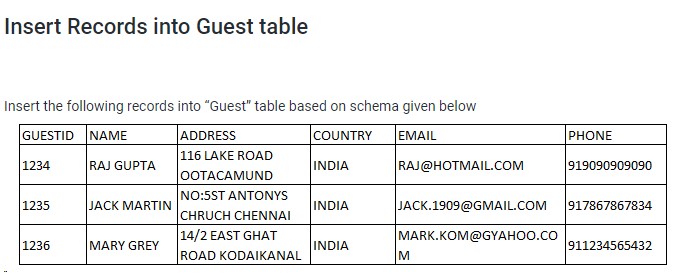 Insert Records into Guest table
Insert the following records into “Guest” table based on schema given below
GUESTID NAME ADDRESS COUNTRY EMAIL PHONE
1234 RAJ GUPTA 116 LAKE ROAD
OOTACAMUND INDIA RAJ@HOTMAIL.COM 919090909090
1235 JACK MARTIN NO:5ST ANTONYS
CHRUCH CHENNAI INDIA JACK.1909@GMAIL.COM 917867867834
1236 MARY GREY 14/2 EAST GHAT
ROAD KODAIKANAL INDIA MARK.KOM@GYAHOO.CO
M 911234565432